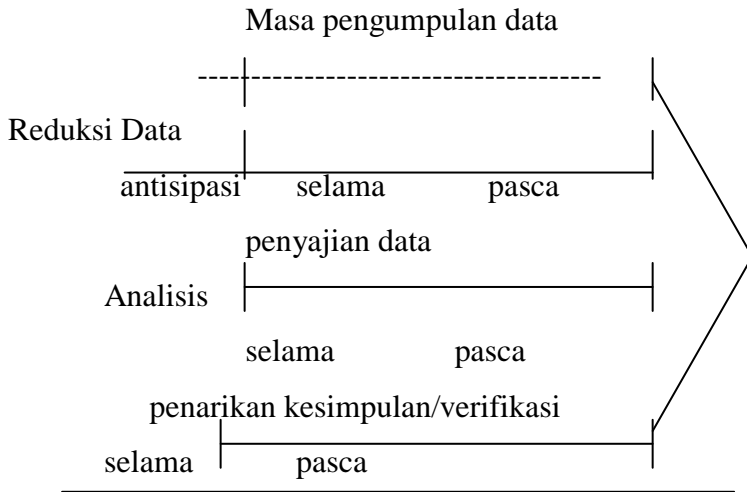 Masa pengumpulan data
Reduksi Data
antisipasi selama pasca
penyajian data
Analisis
selama pasca
penarikan kesimpulan/verifikasi
selama pasca